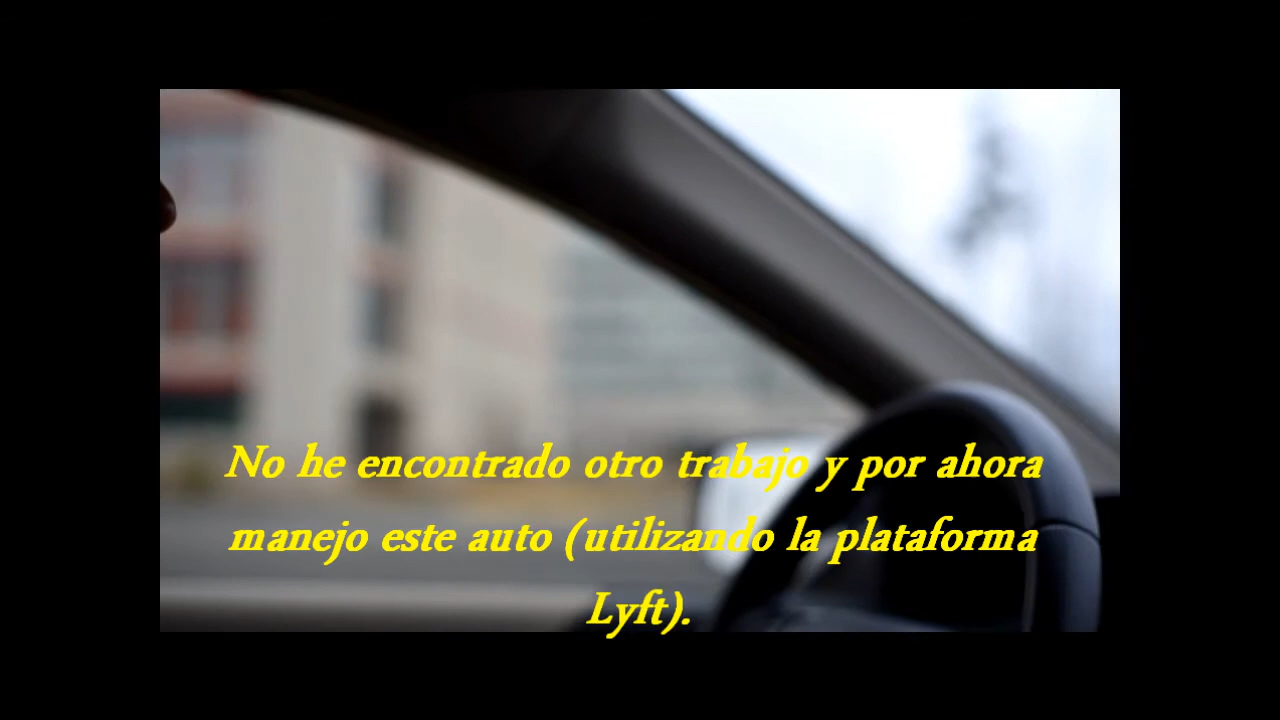 No he encontrado otro trabajo y por ahora
manejo este auto (utilizando la plataforma
Lyft).